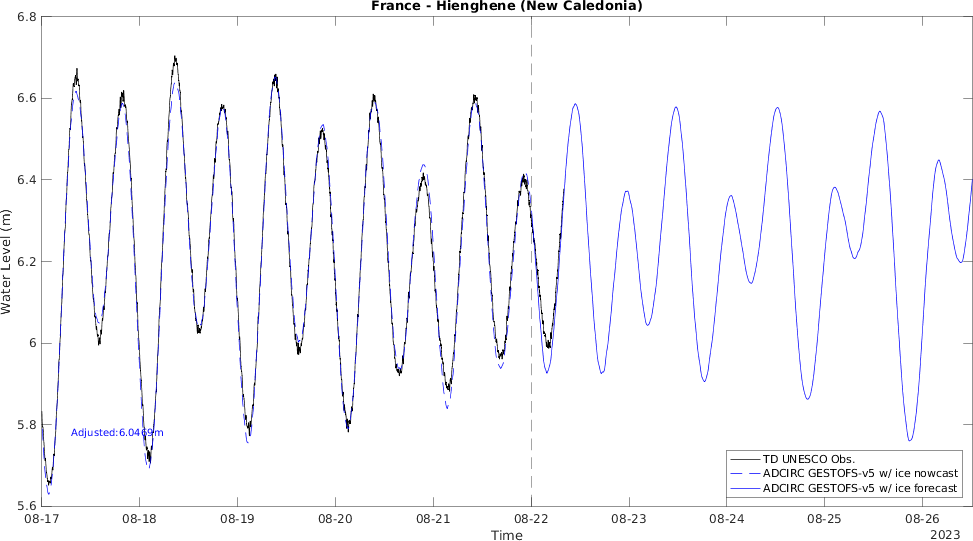 France - Hienghene (New Caledonia)
6.8
6.6
6.4
6.2
6
5.8
5.6
Water Level (m)
Adjusted:6.0469m
TD UNESCO Obs.
ADCIRC GESTOFS-v5 w/ ice nowcast
ADCIRC GESTOFS-v5 w/ ice forecast
08-17 08-18 08-19 08-20 08-21 08-22 08-23 08-24 08-25 08-26
Time
2023